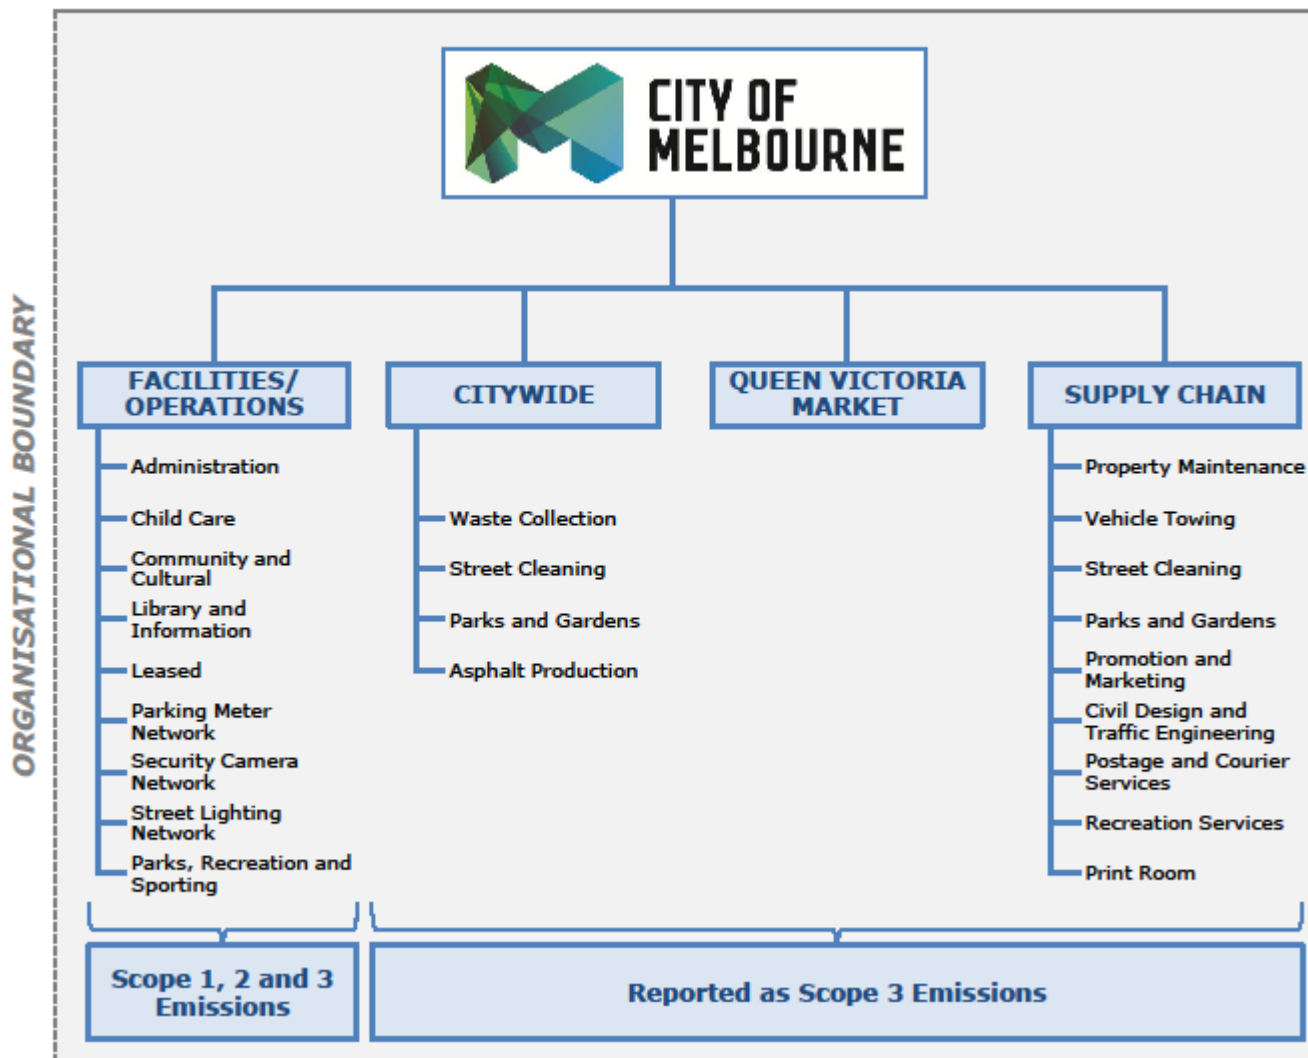 ORGANISATIONAL BOUNDARY
CITY OF
MELBOURNE
FACILITIES/
OPERATIONS
Administration
Child Care
Community and
Cultural
Library and
Information
Leased
Parking Meter
Network
Security Camera
Network
Street Lighting
Network
Parks, Recreation and
Sporting
CITYWIDE
Waste Collection
Street Cleaning
Parks and Gardens
Asphalt Production
QUEEN VICTORIA
MARKET
SUPPLY CHAIN
Property Maintenance
Vehicle Towing
Street Cleaning
Parks and Gardens
Promotion and
Marketing
Civil Design and
Traffic Engineering
Postage and Courier
Services
Recreation Services
Print Room
Scope 1, 2 and 3
Emissions
Reported as Scope 3 Emissions